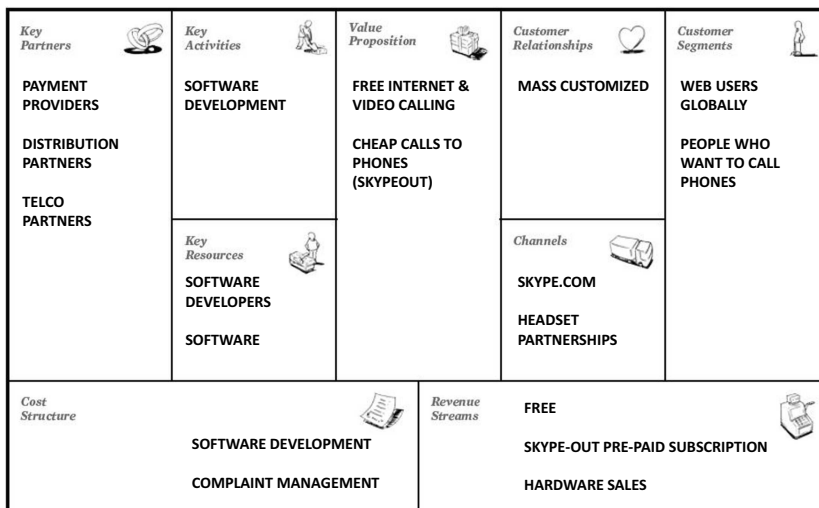 Key
Partners
PAYMENT
PROVIDERS
DISTRIBUTION
PARTNERS
TELCO
PARTNERS
Key
Activities
SOFTWARE
DEVELOPMENT
Key
Resources
SOFTWARE
DEVELOPERS
SOFTWARE
Value
Proposition
FREE INTERNET &
VIDEO CALLING
CHEAP CALLS TO
PHONES
(SKYPEOUT)
Customer
Relationships
MASS CUSTOMIZED
Channels
SKYPE.COM
HEADSET
PARTNERSHIPS
Customer
Segments
WEB USERS
GLOBALLY
PEOPLE WHO
WANT TO CALL
PHONES
Cost
Structure
SOFTWARE DEVELOPMENT
COMPLAINT MANAGEMENT
Revenue
Streams
FREE
SKYPE-OUT PRE-PAID SUBSCRIPTION
HARDWARE SALES